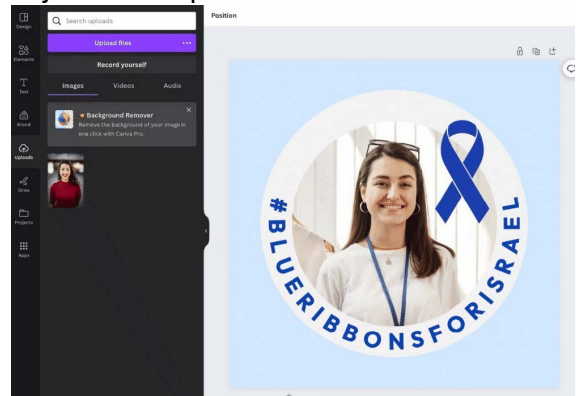 Design
Elements
Text
Brand
Uploads
Draw
Projects
Apps
Search uploads
Upload files
Record yourself
Images Videos Audio
Background Remover
Remove the background of your image in
one click with Canva Pro.
Position
#BLUERIBBONSFORISRAEL